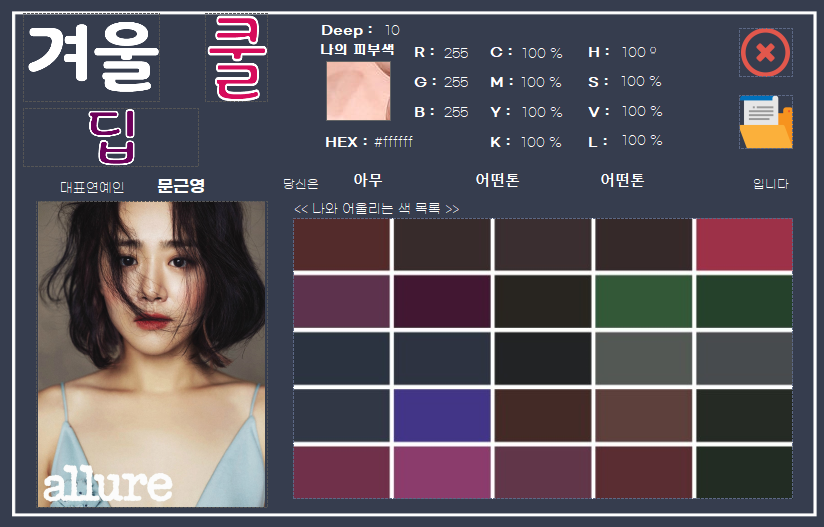 겨울 쿨
딥
Deep : 10
나의 피부색
HEX : #ffffff
R : 255 C : 100 % H : 100 º
G : 255 M : 100 % S : 100 %
B : 255 Y : 100 % V : 100 %
K : 100 % L : 100 %
대표연예인 문근영
당신은 아무 어떤톤 어떤톤 입니다
<< 나와 어울리는 색 목록 >>
allure